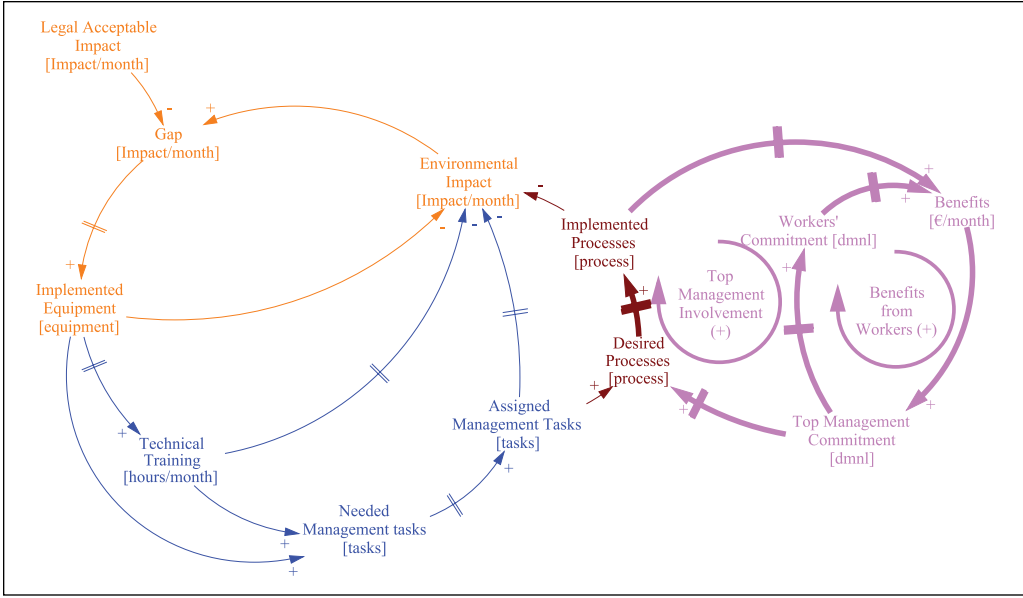 Legal Acceptable
Impact
[Impact/month]
-
+
Gap
[Impact/month]
+
Implemented
Equipment
[equipment]
Environmental
Impact
[Impact/month]
-
-
-
-
+
Technical
Training
[hours/month]
+
+
Needed
Management tasks
[tasks]
+
Assigned
Management Tasks
[tasks]
+
Implemented
Processes
[process]
+
Desired
Processes
[process]
+
Top
Management
Involvement
(+)
Workers'
Commitment [dmnl]
+
+
+
Benefits
[€/month]
Benefits
from
Workers (+)
+
Top Management
Commitment
[dmnl]